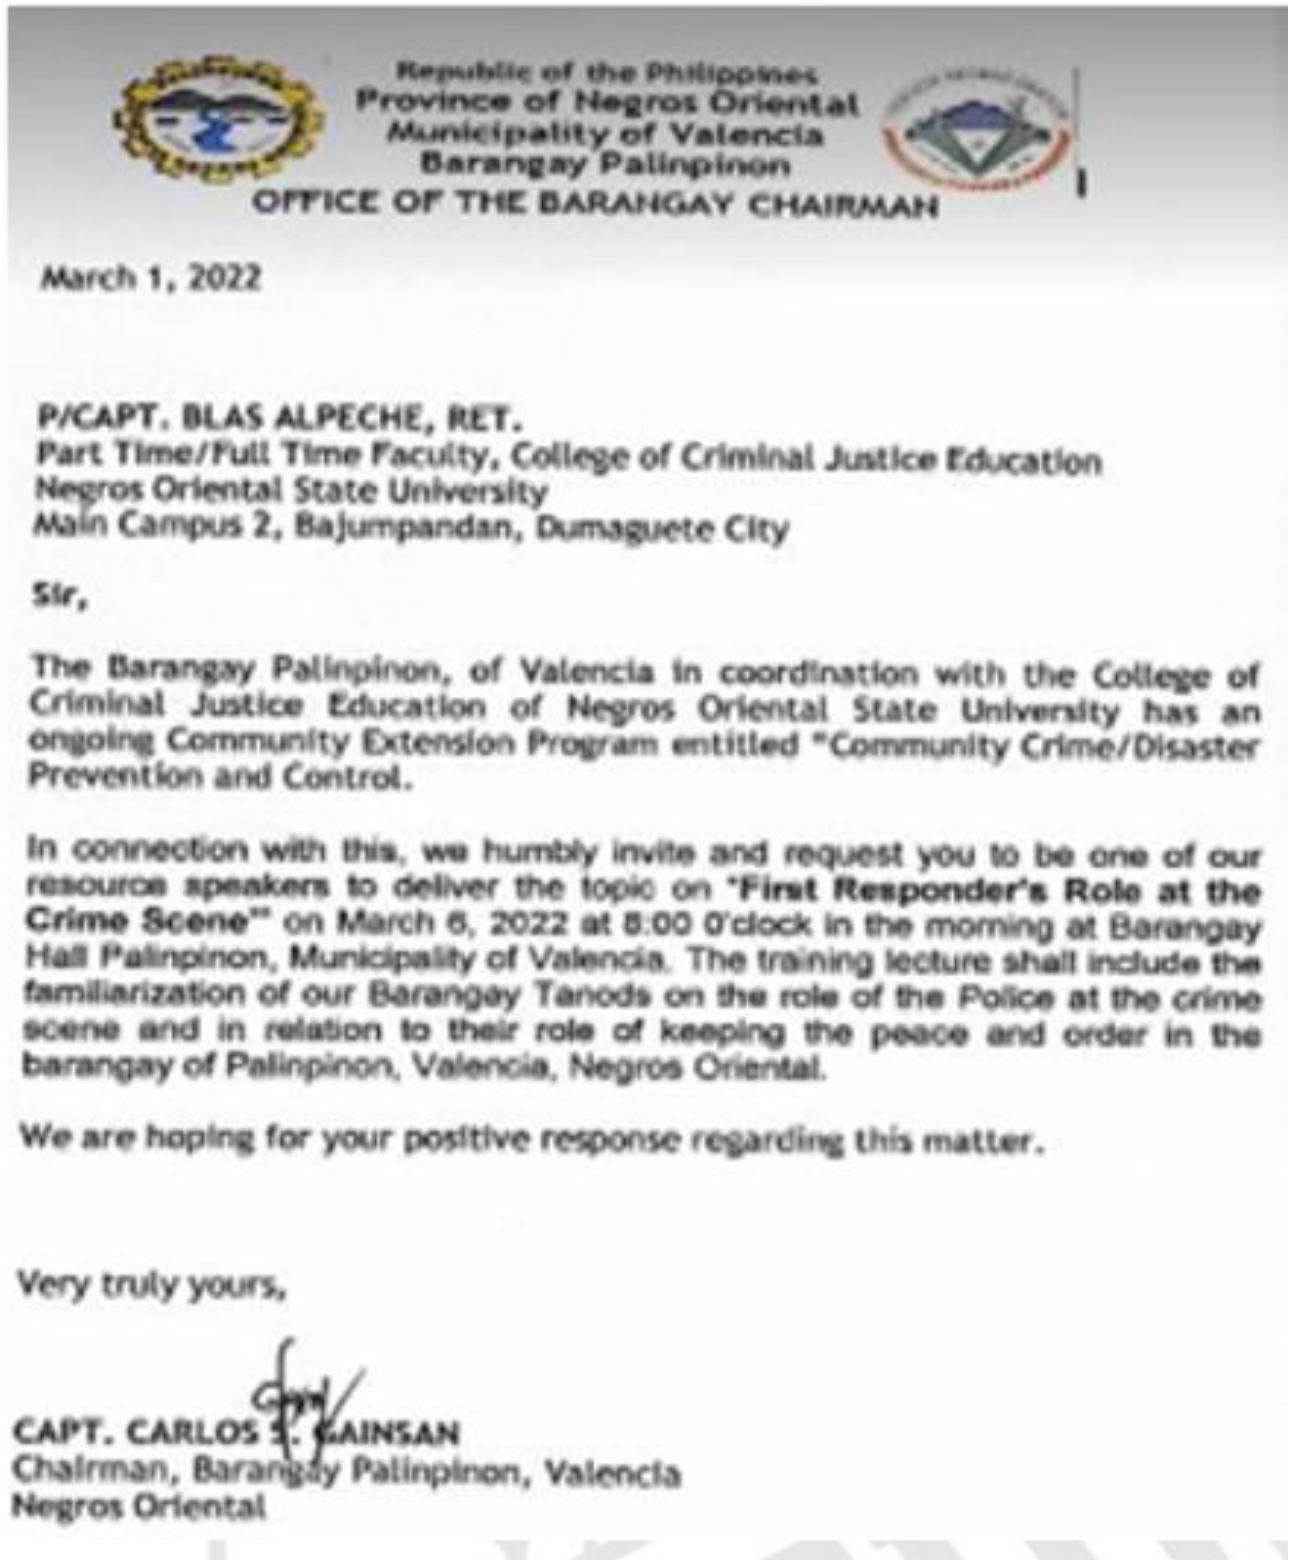 Republic of the Philippines
Province of Negros Oriental
Municipality of Valencia
Barangay Palinpinon
OFFICE OF THE BARANGAY CHAIRMAN
March 1, 2022
P/CAPT. BLAS ALPECHE, RET.
Part Time/Full Time Faculty, College of Criminal Justice Education
Negros Oriental State University
Main Campus 2, Bajumpandan, Dumaguete City
Sir,
The Barangay Palinpinon, of Valencia in coordination with the College of
Criminal Justice Education of Negros Oriental State University has an
ongoing Community Extension Program entitled "Community Crime/Disaster
Prevention and Control.
In connection with this, we humbly invite and request you to be one of our
resource speakers to deliver the topic on "First Responder's Role at the
Crime Scene"" on March 6, 2022 at 8:00 0'clock in the morning at Barangay
Hall Palinpinon, Municipality of Valencia. The training lecture shall include the
familiarization of our Barangay Tanods on the role of the Police at the crime
scene and in relation to their role of keeping the peace and order in the
barangay of Palinpinon, Valencia, Negros Oriental.
We are hoping for your positive response regarding this matter.
Very truly yours,
CAPT. CARLOS S. GAINSAN
Chairman, Barangay Palinpinon, Valencia
Negros Oriental